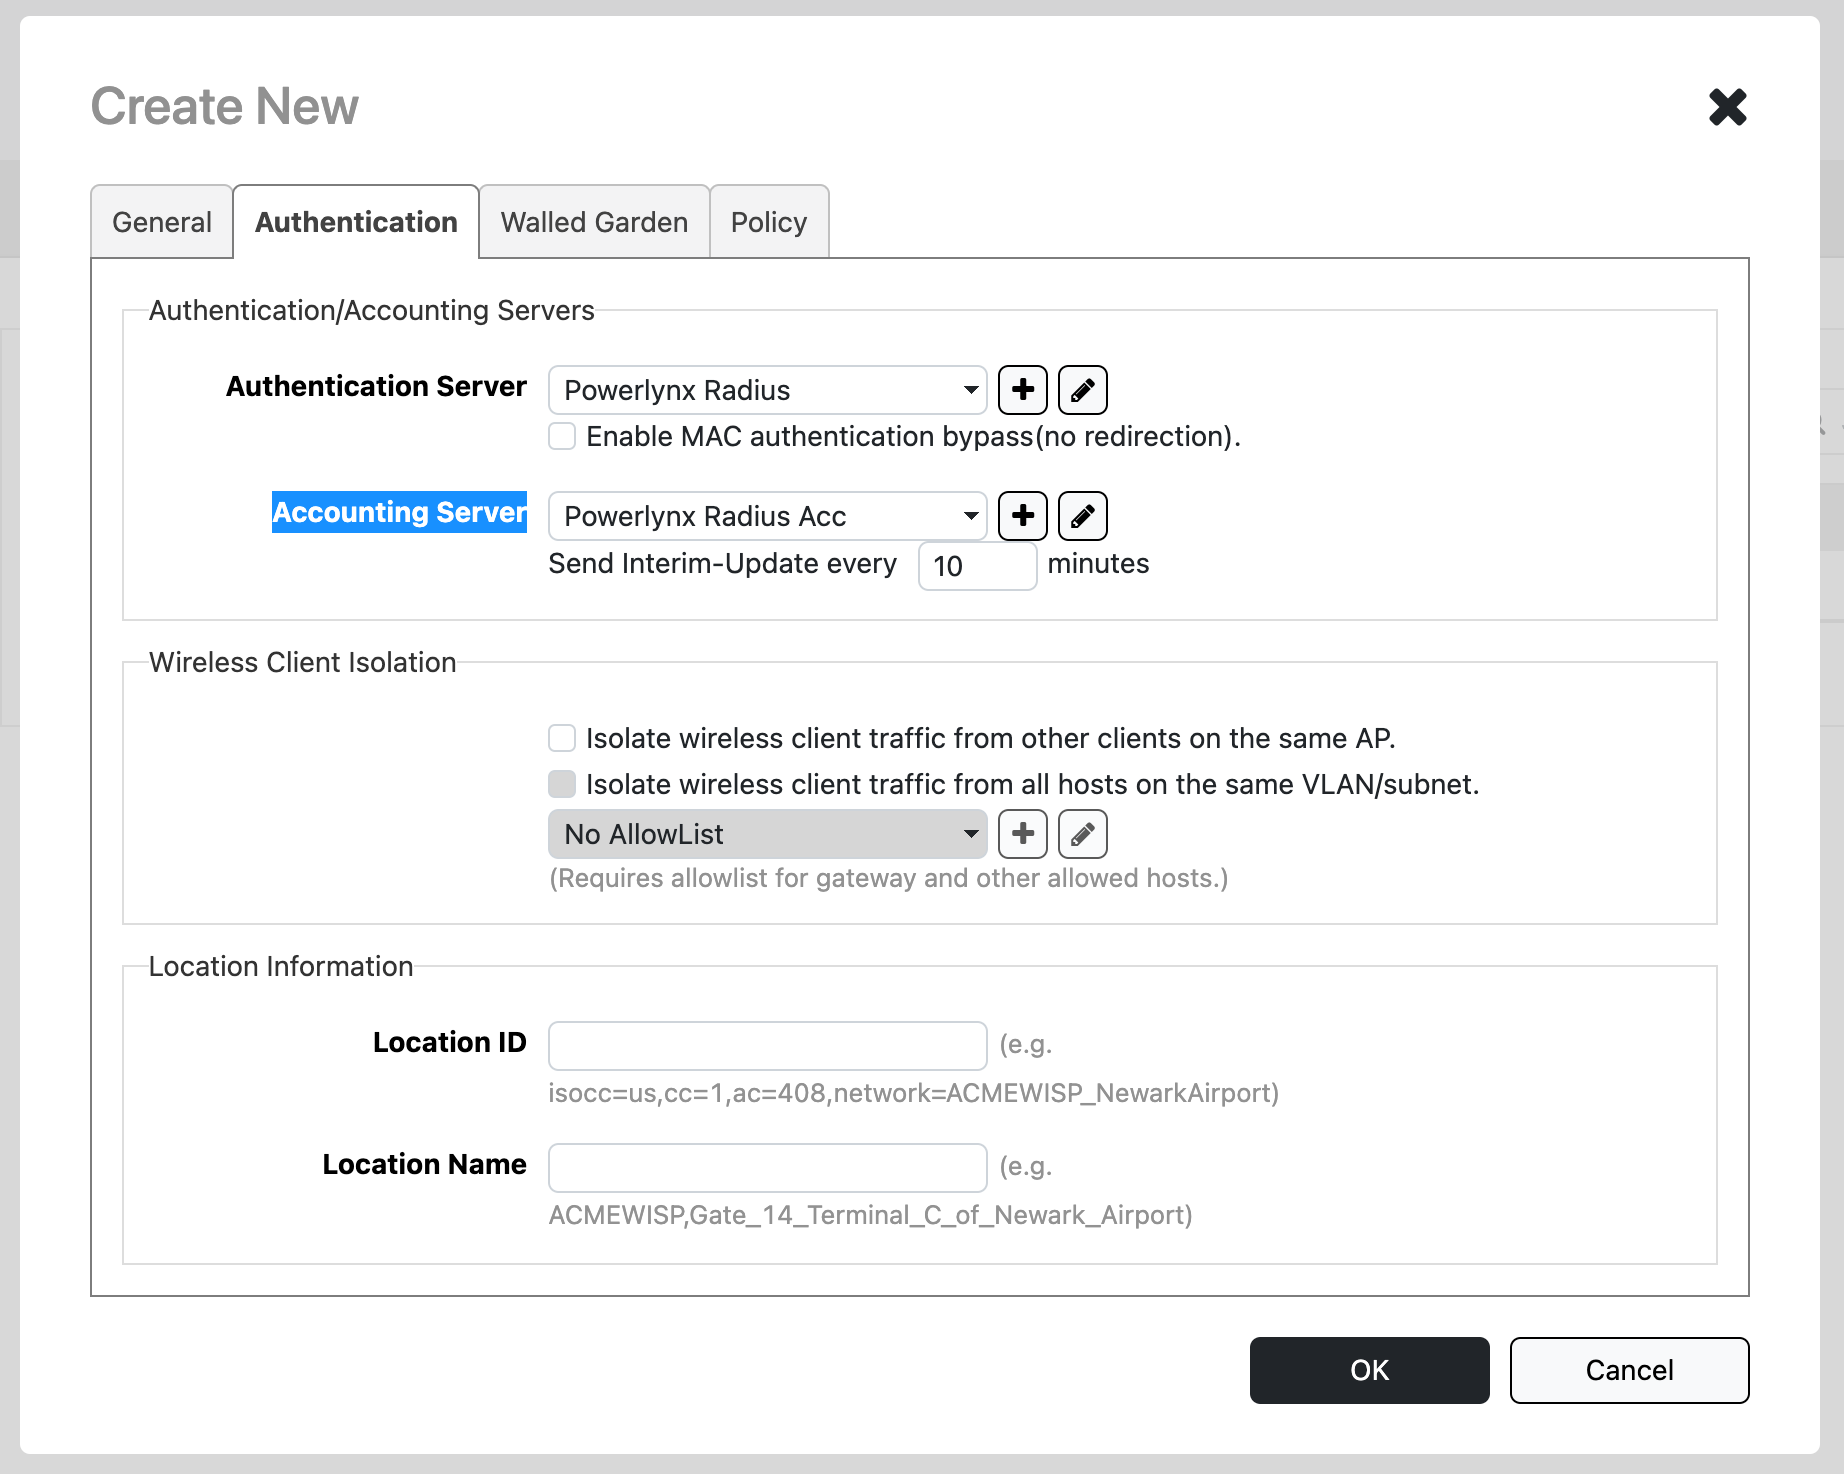 Create New
General
Authentication
Walled Garden
Policy
Authentication/Accounting Servers
Authentication Server
Powerlynx Radius
Enable MAC authentication bypass(no redirection).
Accounting Server
Powerlynx Radius Acc
Send Interim-Update every 10 minutes
Wireless Client Isolation
Isolate wireless client traffic from other clients on the same AP.
Isolate wireless client traffic from all hosts on the same VLAN/subnet.
No AllowList
(Requires allowlist for gateway and other allowed hosts.)
Location Information
Location ID
(e.g.
isocc=us,cc=1,ac=408,network=ACMEWISP_NewarkAirport)
Location Name
(e.g.
ACMEWISP,Gate_14_Terminal_C_of_Newark_Airport)
OK
Cancel